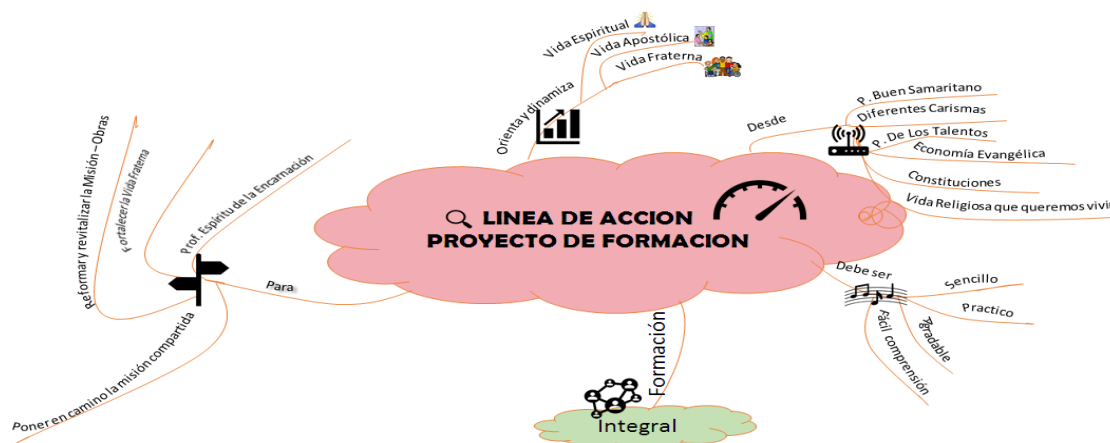 LINEA DE ACCION
PROYECTO DE FORMACION
Orienta y dinamiza
Vida Espiritual
Vida Apostólica
Vida Fraterna
Desde
P. Buen Samaritano
Diferentes Carismas
P. De Los Talentos
Economía Evangélica
Constituciones
Vida Religiosa que queremos vivir
Debe ser
Sencillo
Practico
Agradable
Fácil comprensión
Formación
Integral
Para
Prof. Espíritu de la Encarnación
Fortalecer la Vida Fraterna
Reformar y revitalizar la Misión – Obras
Poner en camino la misión compartida